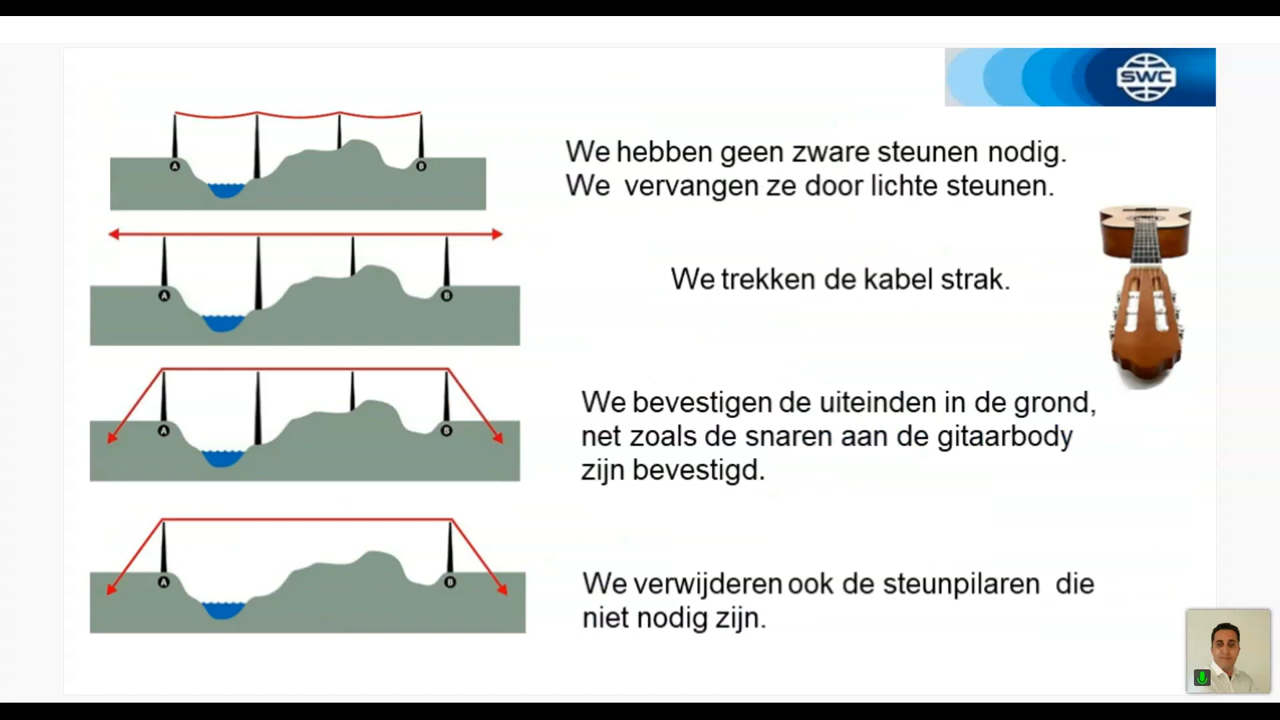 SWC
We hebben geen zware steunen nodig.
We vervangen ze door lichte steunen.
A
B
We trekken de kabel strak.
A
B
We bevestigen de uiteinden in de grond,
net zoals de snaren aan de gitaarbody
zijn bevestigd.
A
B
We verwijderen ook de steunpilaren die
niet nodig zijn.
A
B